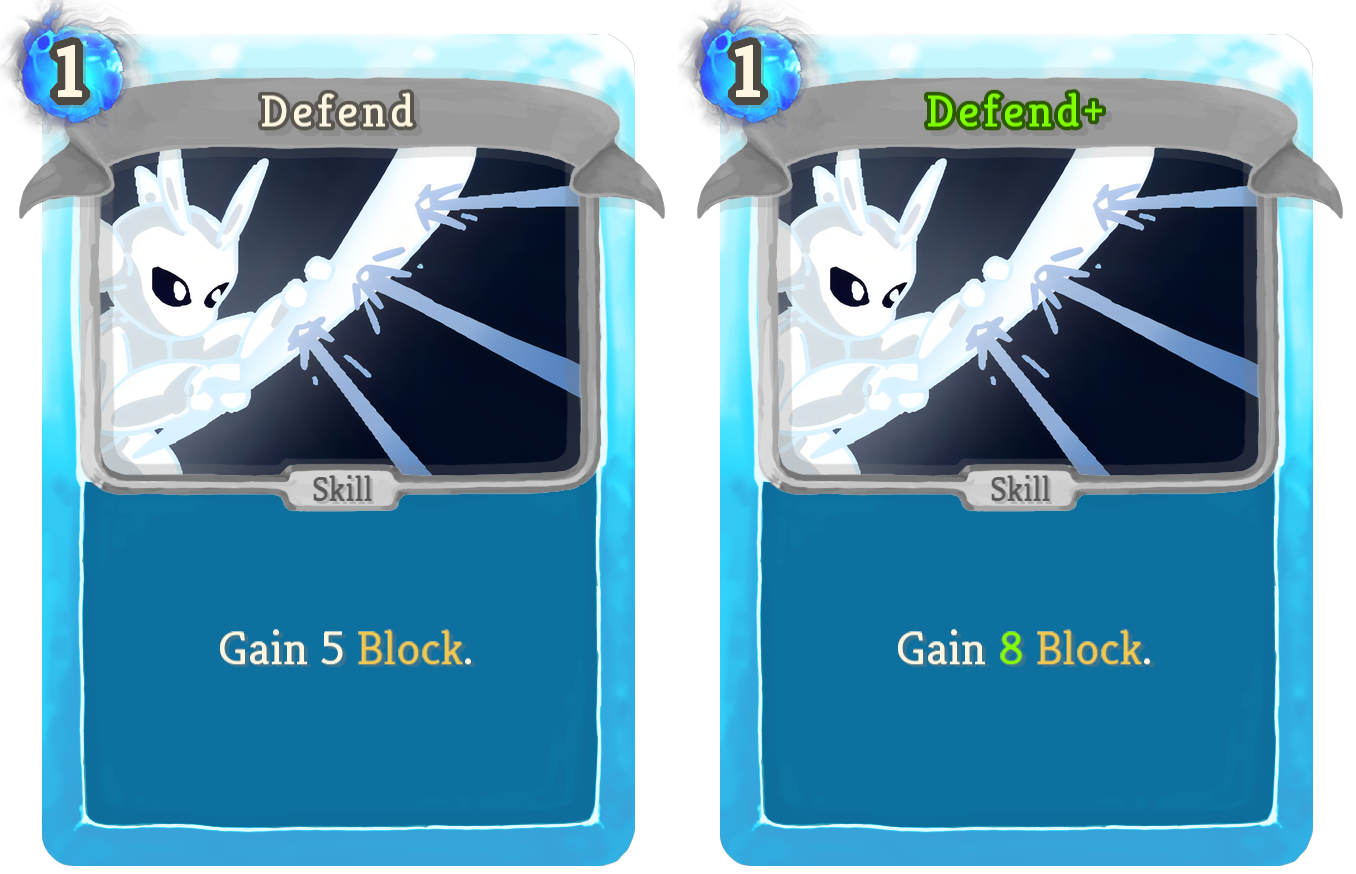 1
Defend
Skill
Gain 5 Block.
1
Defend+
Skill
Gain 8 Block.